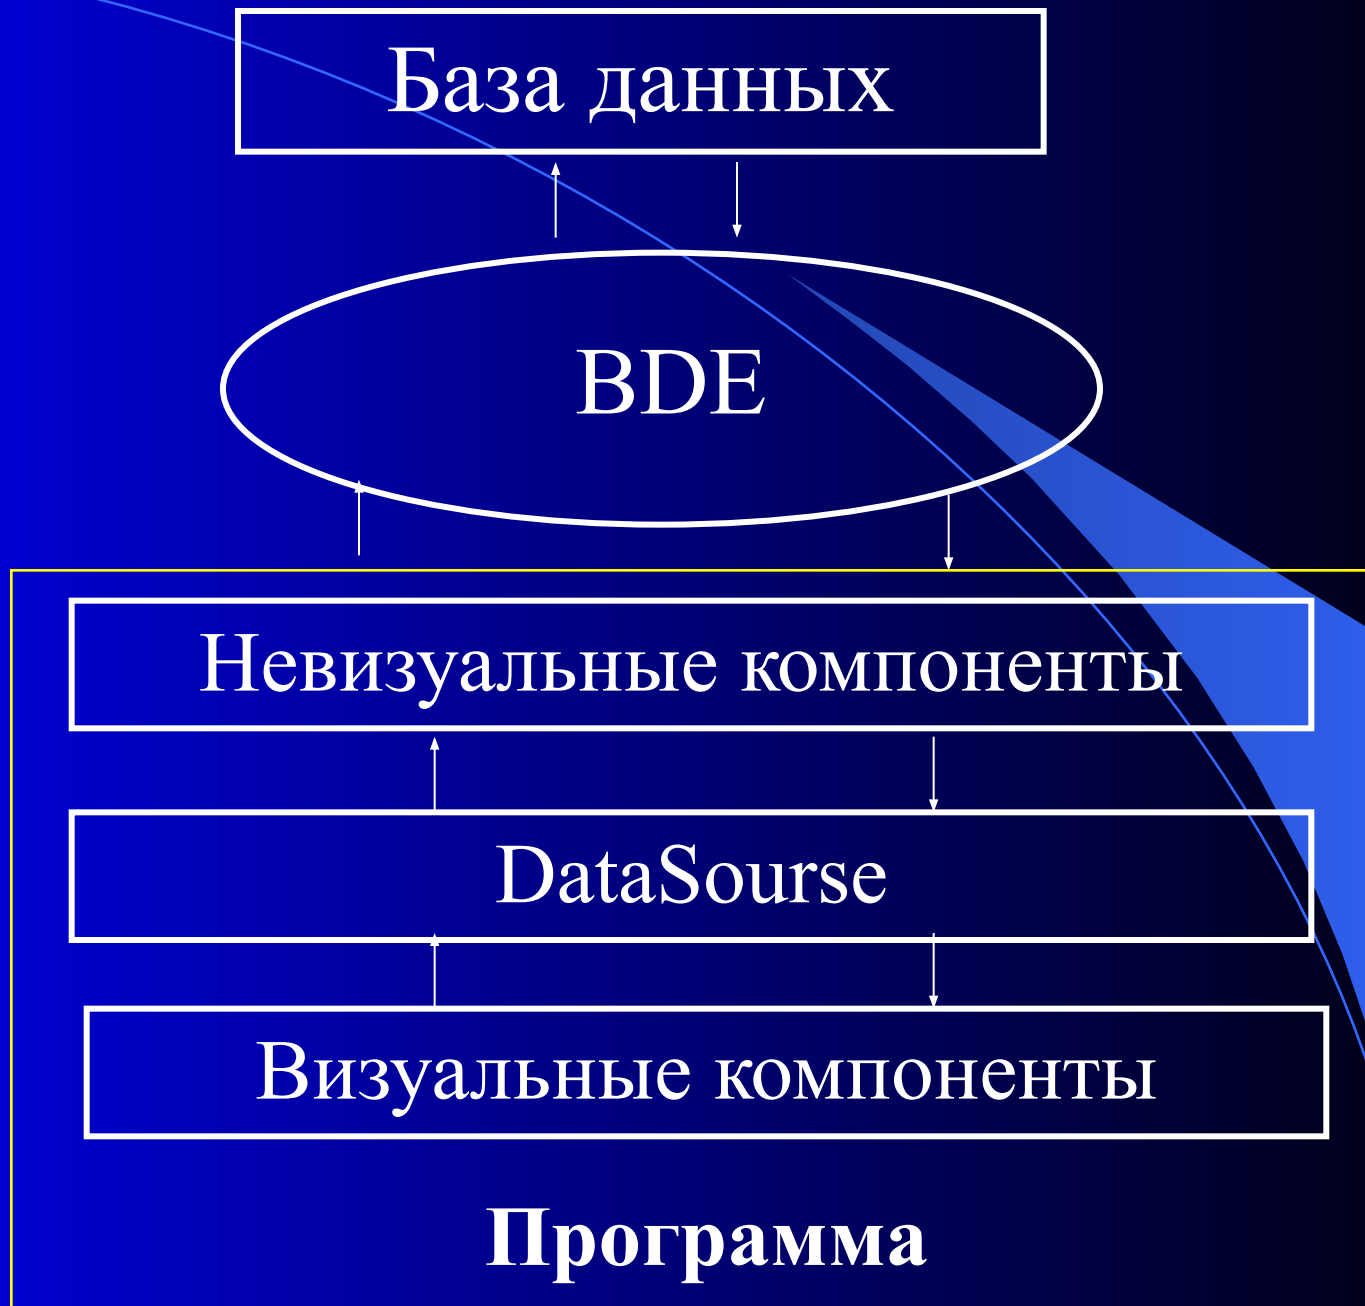 База данных
BDE
Невизуальные компоненты
DataSourse
Визуальные компоненты
Программа